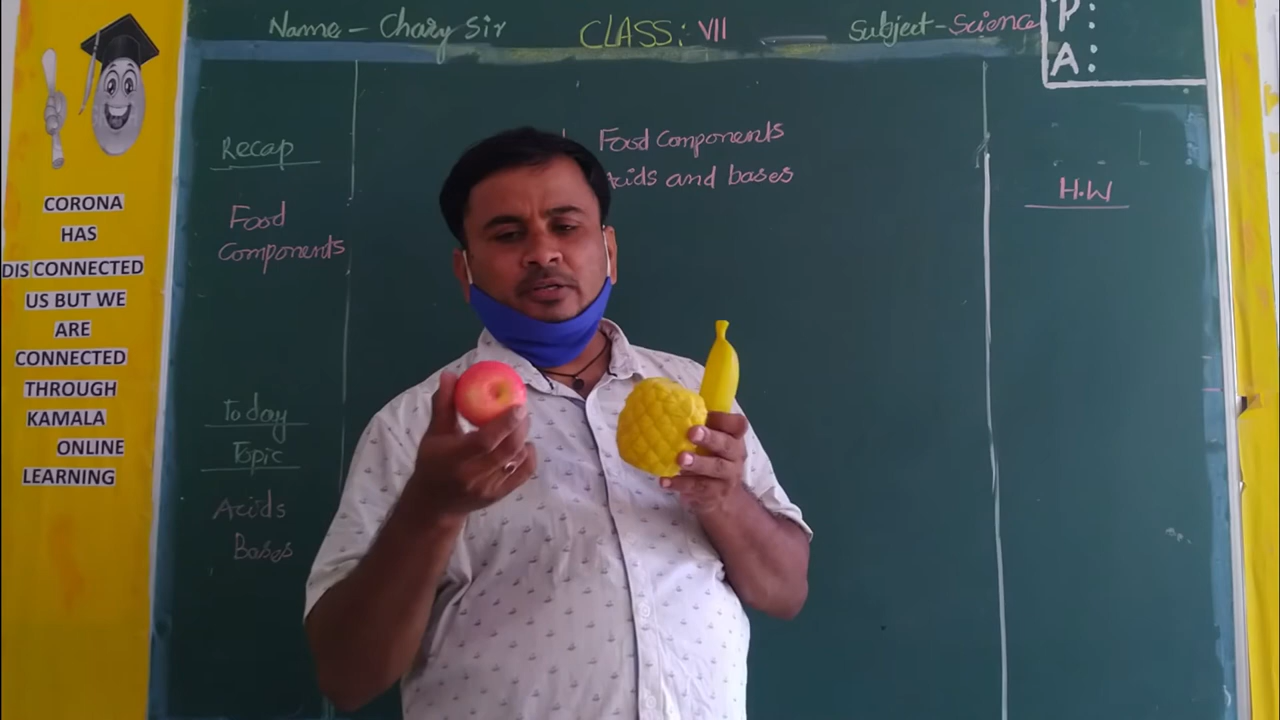 CORONA
HAS
DIS CONNECTED
US BUT WE
ARE
CONNECTED
THROUGH
KAMALA
ONLINE
LEARNING
Name - Chary Sir
CLASS: VII
Subject - Science
P:
A:
Recap
Food
Components
Today
Topic
Acids
Bases
Food Components
Acids and bases
H.W